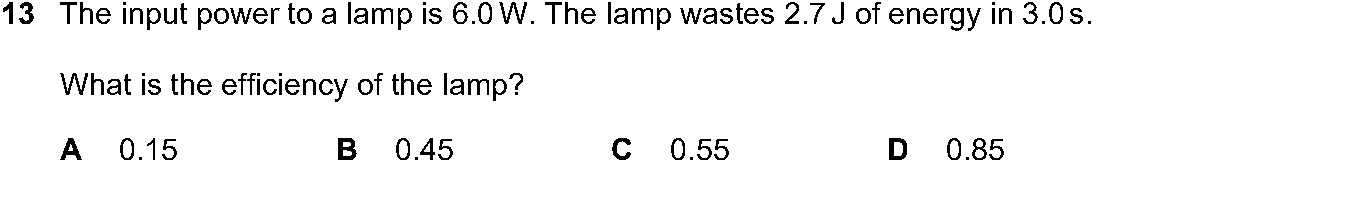 13 The input power to a lamp is 6.0 W. The lamp wastes 2.7 J of energy in 3.0 s.
What is the efficiency of the lamp?
A 0.15 B 0.45 C 0.55 D 0.85